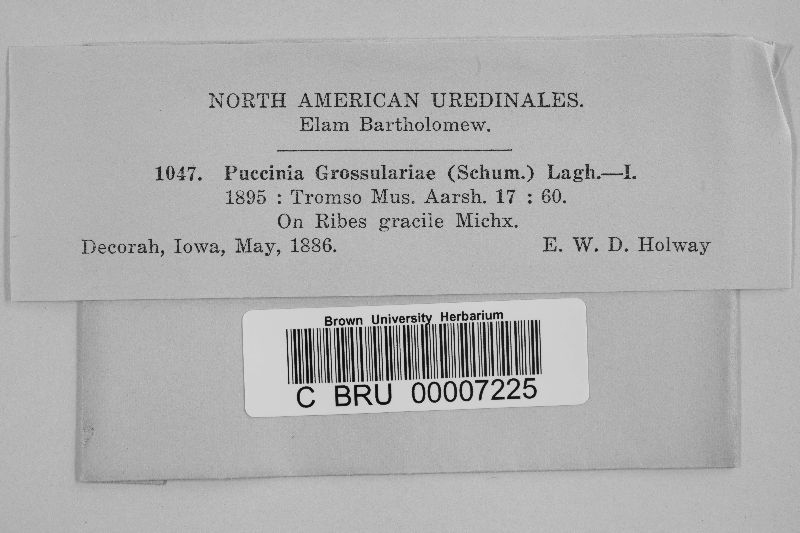 NORTH AMERICAN UREDINALES.
Elam Bartholomew.
1047. Puccinia Grossulariae (Schum.) Lagh.—I.
1895 : Tromso Mus. Aarsh. 17 : 60.
On Ribes gracile Michx.
Decorah, Iowa, May, 1886. E. W. D. Holway
Brown University Herbarium
C BRU 00007225